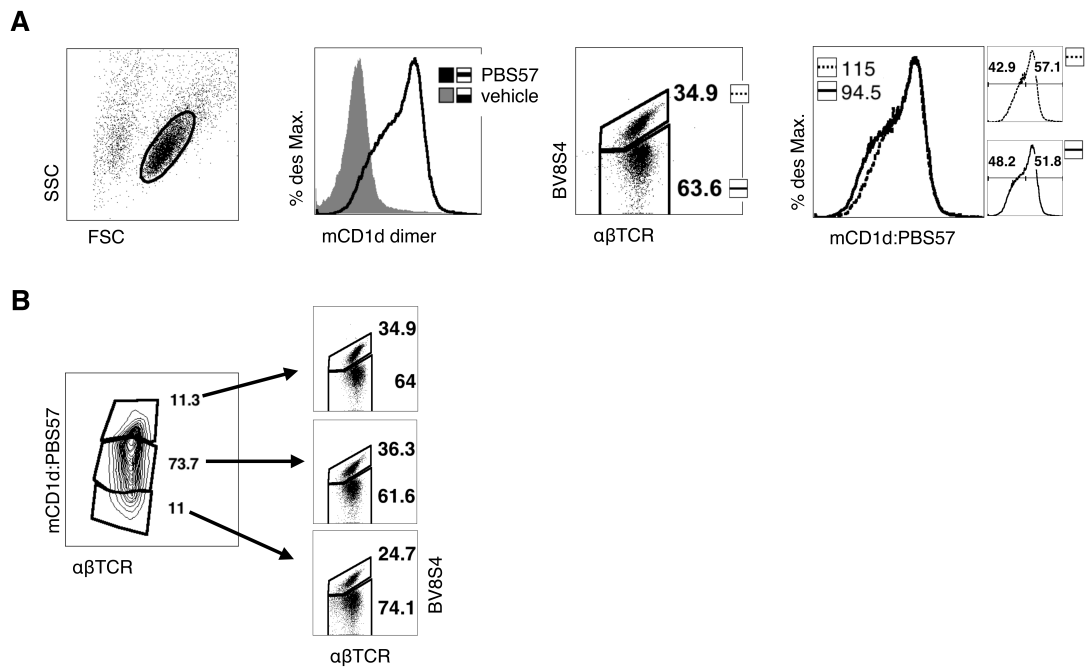 A
SSC
FSC
% des Max.
mCD1d dimer
PBS57
vehicle
BV8S4
αβTCR
34.9
63.6
% des Max.
mCD1d:PBS57
115
94.5
42.9 57.1
48.2 51.8
B
mCD1d:PBS57
αβTCR
11.3
73.7
11
34.9
64
36.3
61.6
24.7
74.1
BV8S4
αβTCR